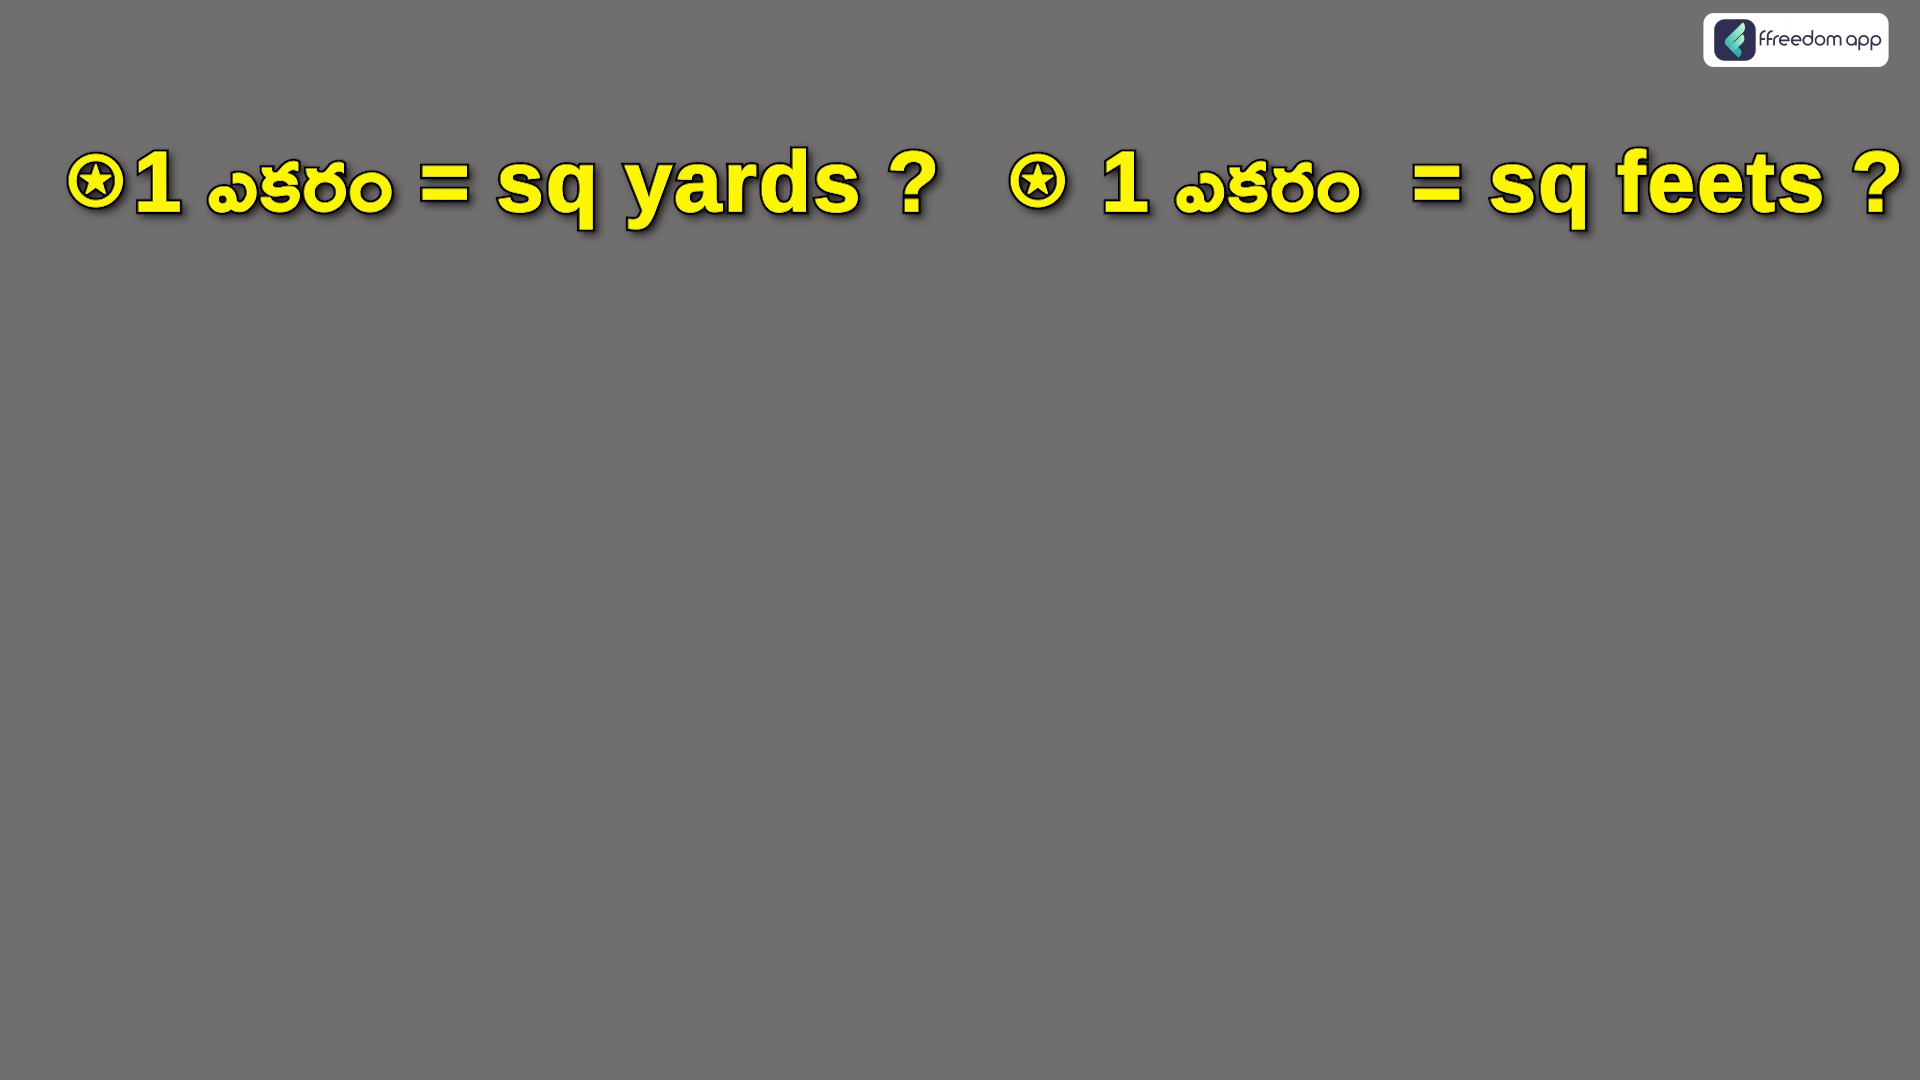 ffreedom app
⍟1 ఎకరం = sq yards ? ⍟ 1 ఎకరం = sq feets ?